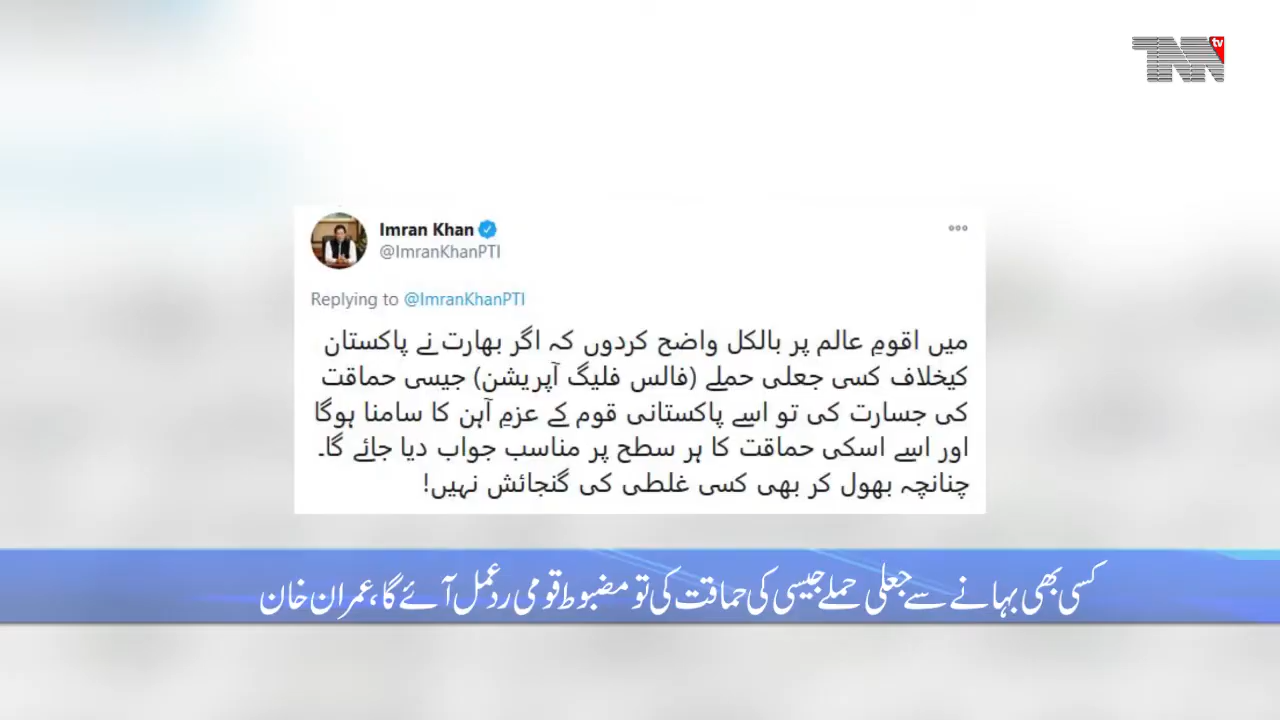 TNN tv
Imran Khan
@ImranKhanPTI
Replying to @ImranKhanPTI
میں اقومِ عالم پر بالکل واضح کردوں کہ اگر بھارت نے پاکستان
کیخلاف کسی جعلی حملے (فالس فلیگ آپریشن) جیسی حماقت
کی جسارت کی تو اسے پاکستانی قوم کے عزمِ آہن کا سامنا ہوگا
اور اسے اسکی حماقت کا ہر سطح پر مناسب جواب دیا جائے گا۔
چنانچہ بھول کر بھی کسی غلطی کی گنجائش نہیں!
کسی بھی بہانے سے جعلی حملے جیسی کی حماقت کی تو مضبوط قومی ردعمل آئے گا، عمران خان